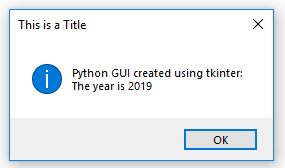 This is a Title
Python GUI created using tkinter:
The year is 2019
OK